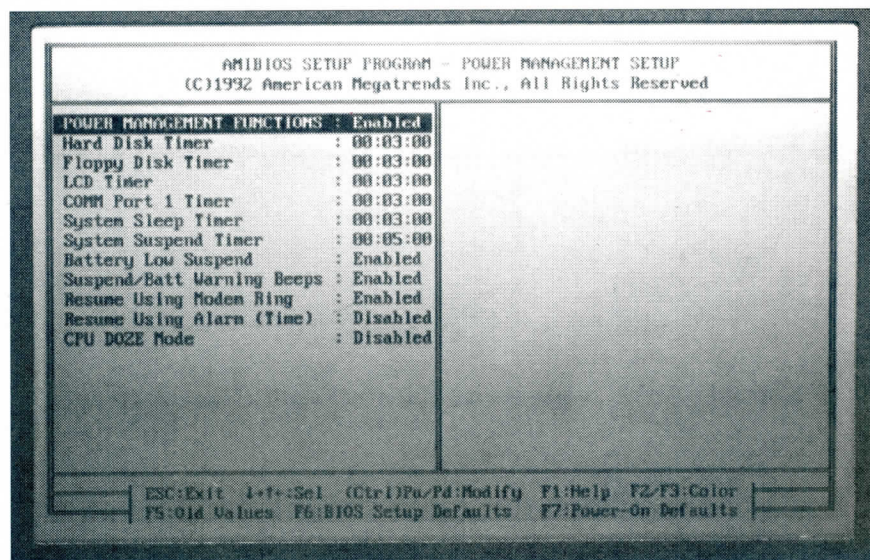 AMIBIOS SETUP PROGRAM - POWER MANAGEMENT SETUP
(C)1992 American Megatrends Inc., All Rights Reserved
POWER MANAGEMENT FUNCTIONS : Enabled
Hard Disk Timer : 00:03:00
Floppy Disk Timer : 00:03:00
LCD Timer : 00:03:00
COMM Port 1 Timer : 00:03:00
System Sleep Timer : 00:03:00
System Suspend Timer : 00:05:00
Battery Low Suspend : Enabled
Suspend/Batt Warning Beeps : Enabled
Resume Using Modem Ring : Enabled
Resume Using Alarm (Time) : Disabled
CPU DOZE Mode : Disabled
ESC:Exit ↓→↑←:Sel (Ctrl)Pu/Pd:Modify F1:Help F2/F3:Color
F5:Old Values F6:BIOS Setup Defaults F7:Power-On Defaults